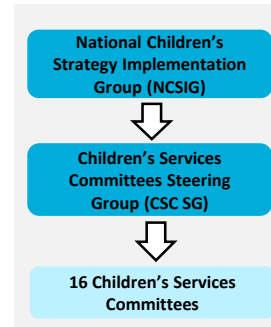 National Children’s
Strategy Implementation
Group (NCSIG)
Children’s Services
Committees Steering
Group (CSC SG)
16 Children’s Services
Committees